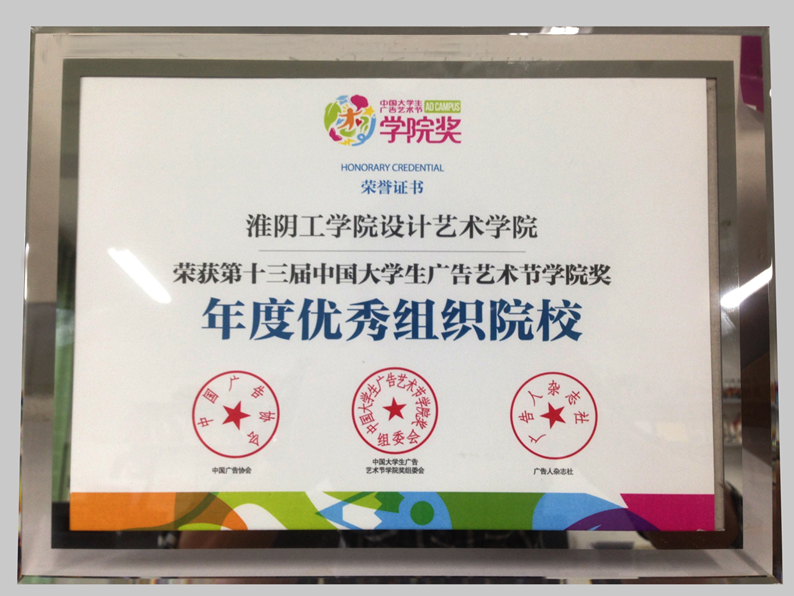 中国大学生
广告艺术节 AD CAMPUS
学院奖
HONORARY CREDENTIAL
荣誉证书
淮阴工学院设计艺术学院
荣获第十三届中国大学生广告艺术节学院奖
年度优秀组织院校
中国广告协会
中国大学生广告艺术节学院奖
组委会
广告人杂志社
中国广告协会
中国大学生广告
艺术节学院奖组委会
广告人杂志社